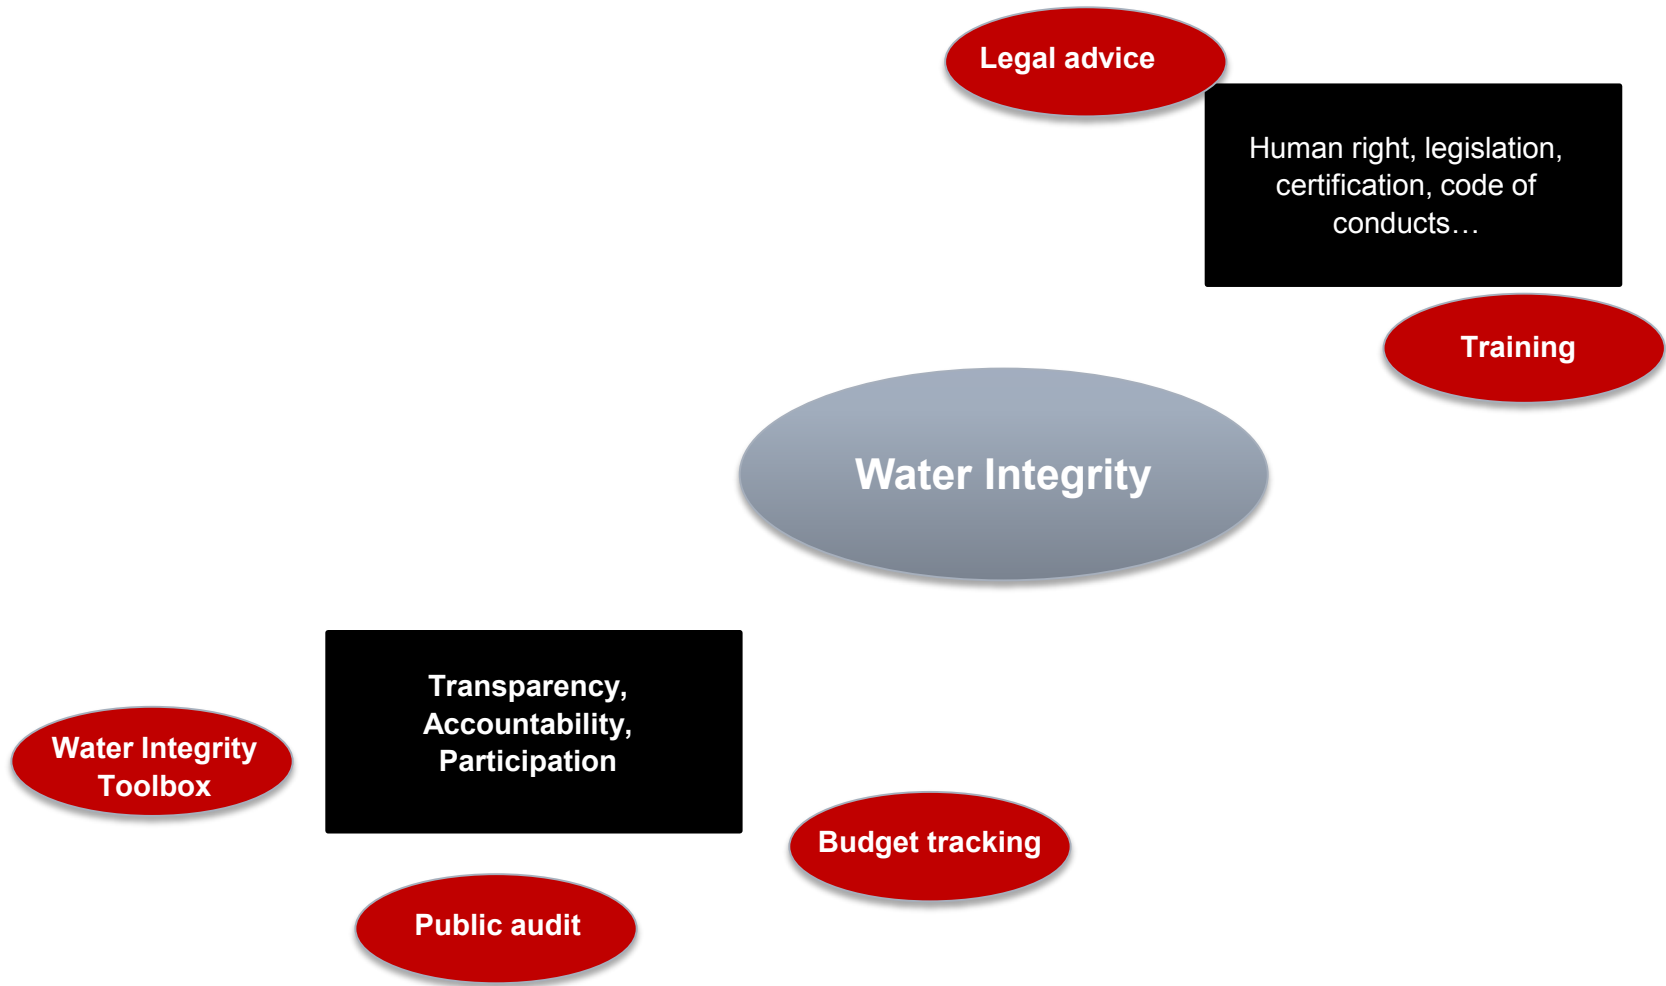 Legal advice
Human right, legislation,
certification, code of
conducts…
Training
Water Integrity
Transparency,
Accountability,
Participation
Water Integrity
Toolbox
Budget tracking
Public audit